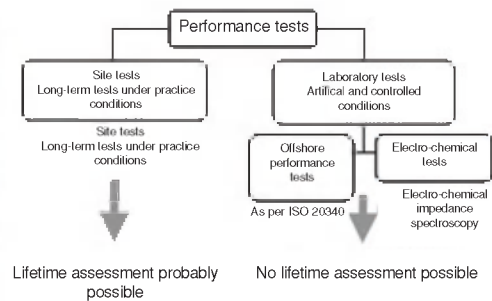 Performance tests
Site tests
Long-term tests under practice
conditions
Laboratory tests
Artifical and controlled
conditions
Site tests
Long-term tests under practice
conditions
Offshore
performance
tests
Electro-chemical
tests
As per ISO 20340
Electro-chemical
impedance
spectroscopy
Lifetime assessment probably
possible
No lifetime assessment possible